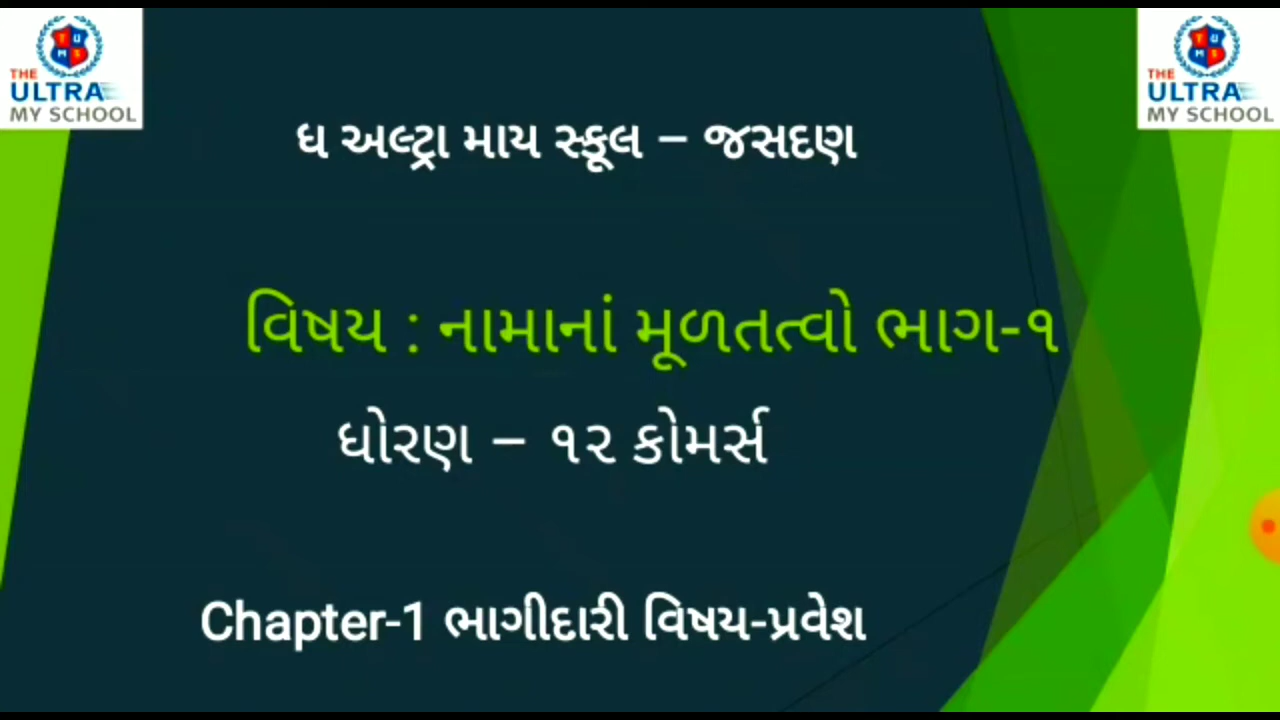 T U
M S
THE
ULTRA
MY SCHOOL
T U
M S
THE
ULTRA
MY SCHOOL
ધ અલ્ટ્રા માય સ્કૂલ – જસદણ
વિષય : નામાનાં મૂળતત્વો ભાગ-૧
ધોરણ – ૧૨ કોમર્સ
Chapter-1 ભાગીદારી વિષય-પ્રવેશ